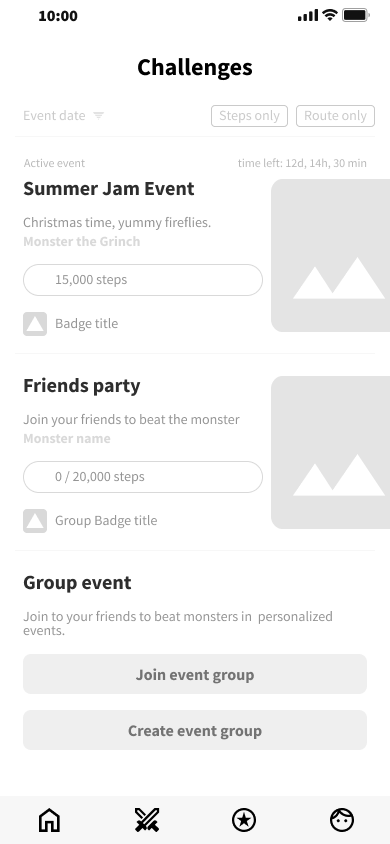 10:00
Challenges
Event date
Steps only
Route only
Active event
time left: 12d, 14h, 30 min
Summer Jam Event
Christmas time, yummy fireflies.
Monster the Grinch
15,000 steps
Badge title
Friends party
Join your friends to beat the monster
Monster name
0 / 20,000 steps
Group Badge title
Group event
Join to your friends to beat monsters in  personalized
events.
Join event group
Create event group